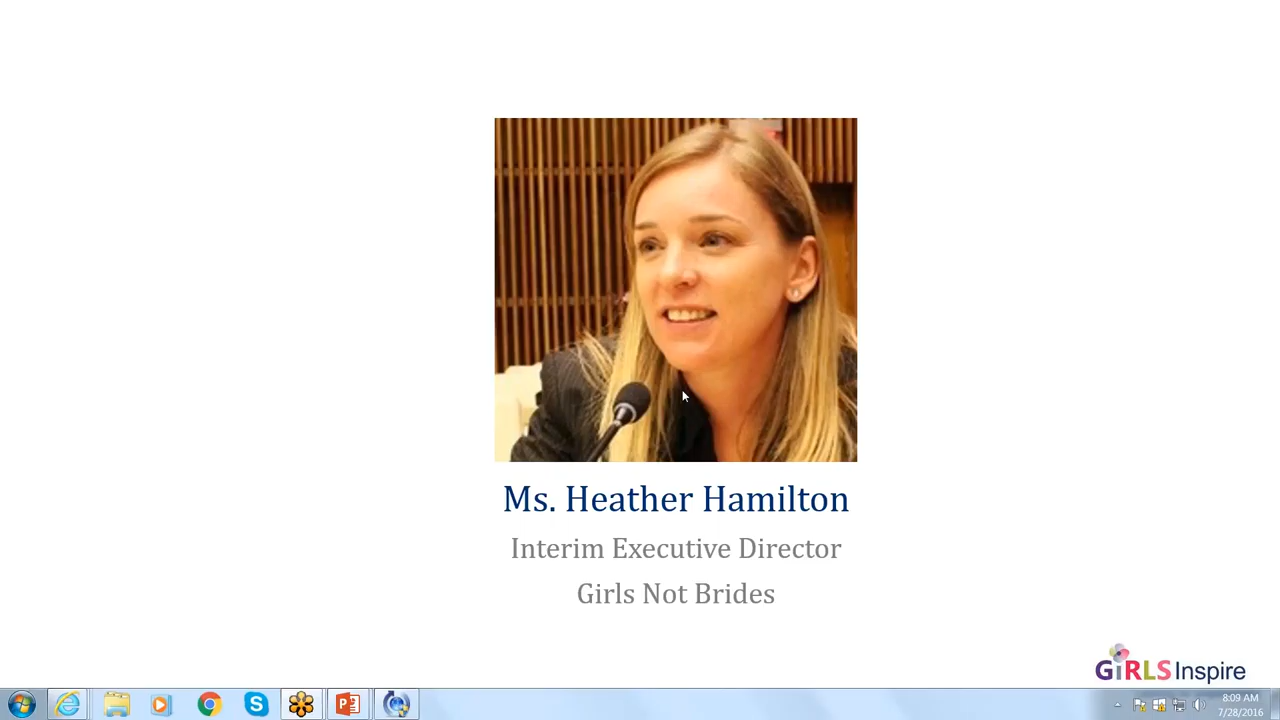 Ms. Heather Hamilton
Interim Executive Director
Girls Not Brides
GiRLS Inspire
8:09 AM
7/28/2016